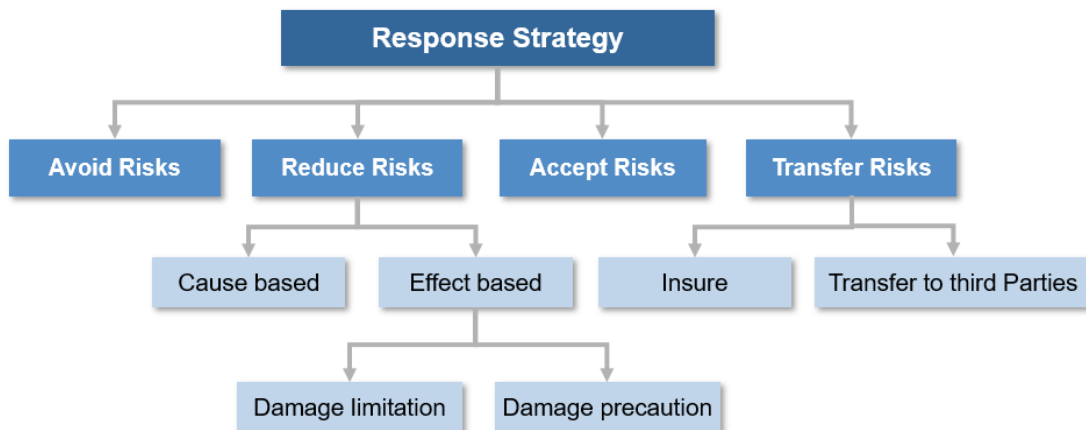 Response Strategy
Avoid Risks
Reduce Risks
Accept Risks
Transfer Risks
Cause based
Effect based
Insure
Transfer to third Parties
Damage limitation
Damage precaution